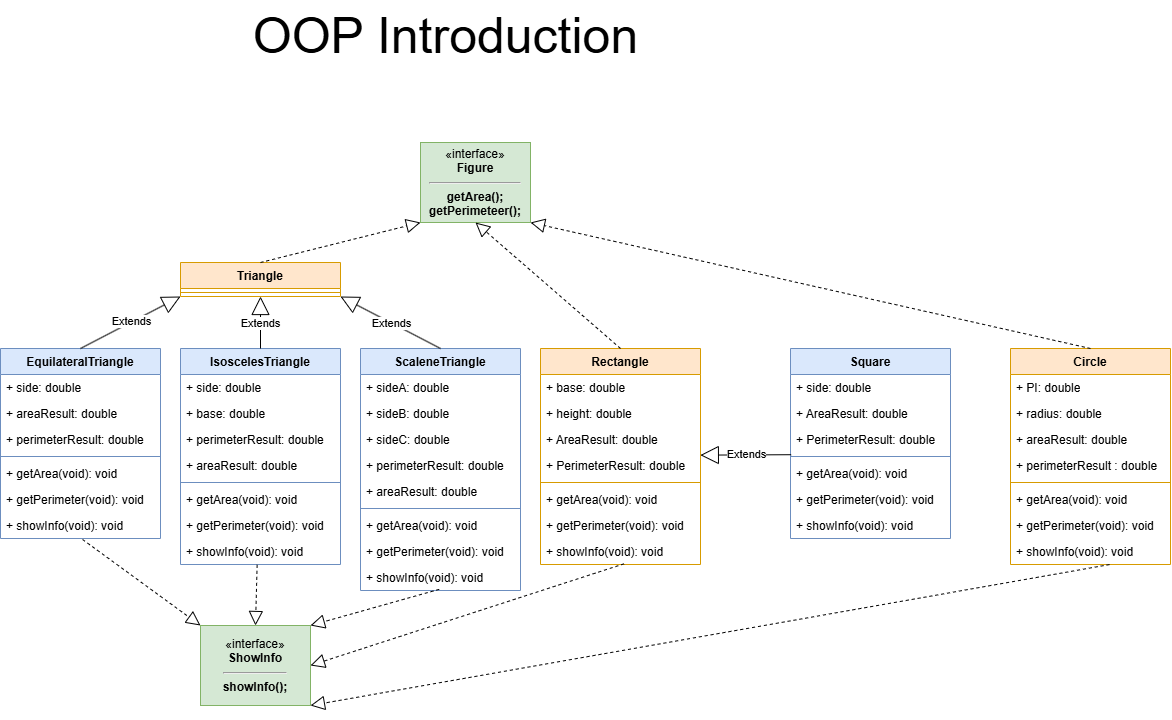 OOP Introduction
«interface»
Figure
getArea();
getPerimeteer();
Triangle
Extends
Extends
Extends
EquilateralTriangle
+ side: double
+ areaResult: double
+ perimeterResult: double
+ getArea(void): void
+ getPerimeter(void): void
+ showInfo(void): void
IsoscelesTriangle
+ side: double
+ base: double
+ perimeterResult: double
+ areaResult: double
+ getArea(void): void
+ getPerimeter(void): void
+ showInfo(void): void
ScaleneTriangle
+ sideA: double
+ sideB: double
+ sideC: double
+ perimeterResult: double
+ areaResult: double
+ getArea(void): void
+ getPerimeter(void): void
+ showInfo(void): void
Rectangle
+ base: double
+ height: double
+ AreaResult: double
+ PerimeterResult: double
+ getArea(void): void
+ getPerimeter(void): void
+ showInfo(void): void
Extends
Square
+ side: double
+ AreaResult: double
+ PerimeterResult: double
+ getArea(void): void
+ getPerimeter(void): void
+ showInfo(void): void
Circle
+ PI: double
+ radius: double
+ areaResult: double
+ perimeterResult : double
+ getArea(void): void
+ getPerimeter(void): void
+ showInfo(void): void
«interface»
ShowInfo
showInfo();